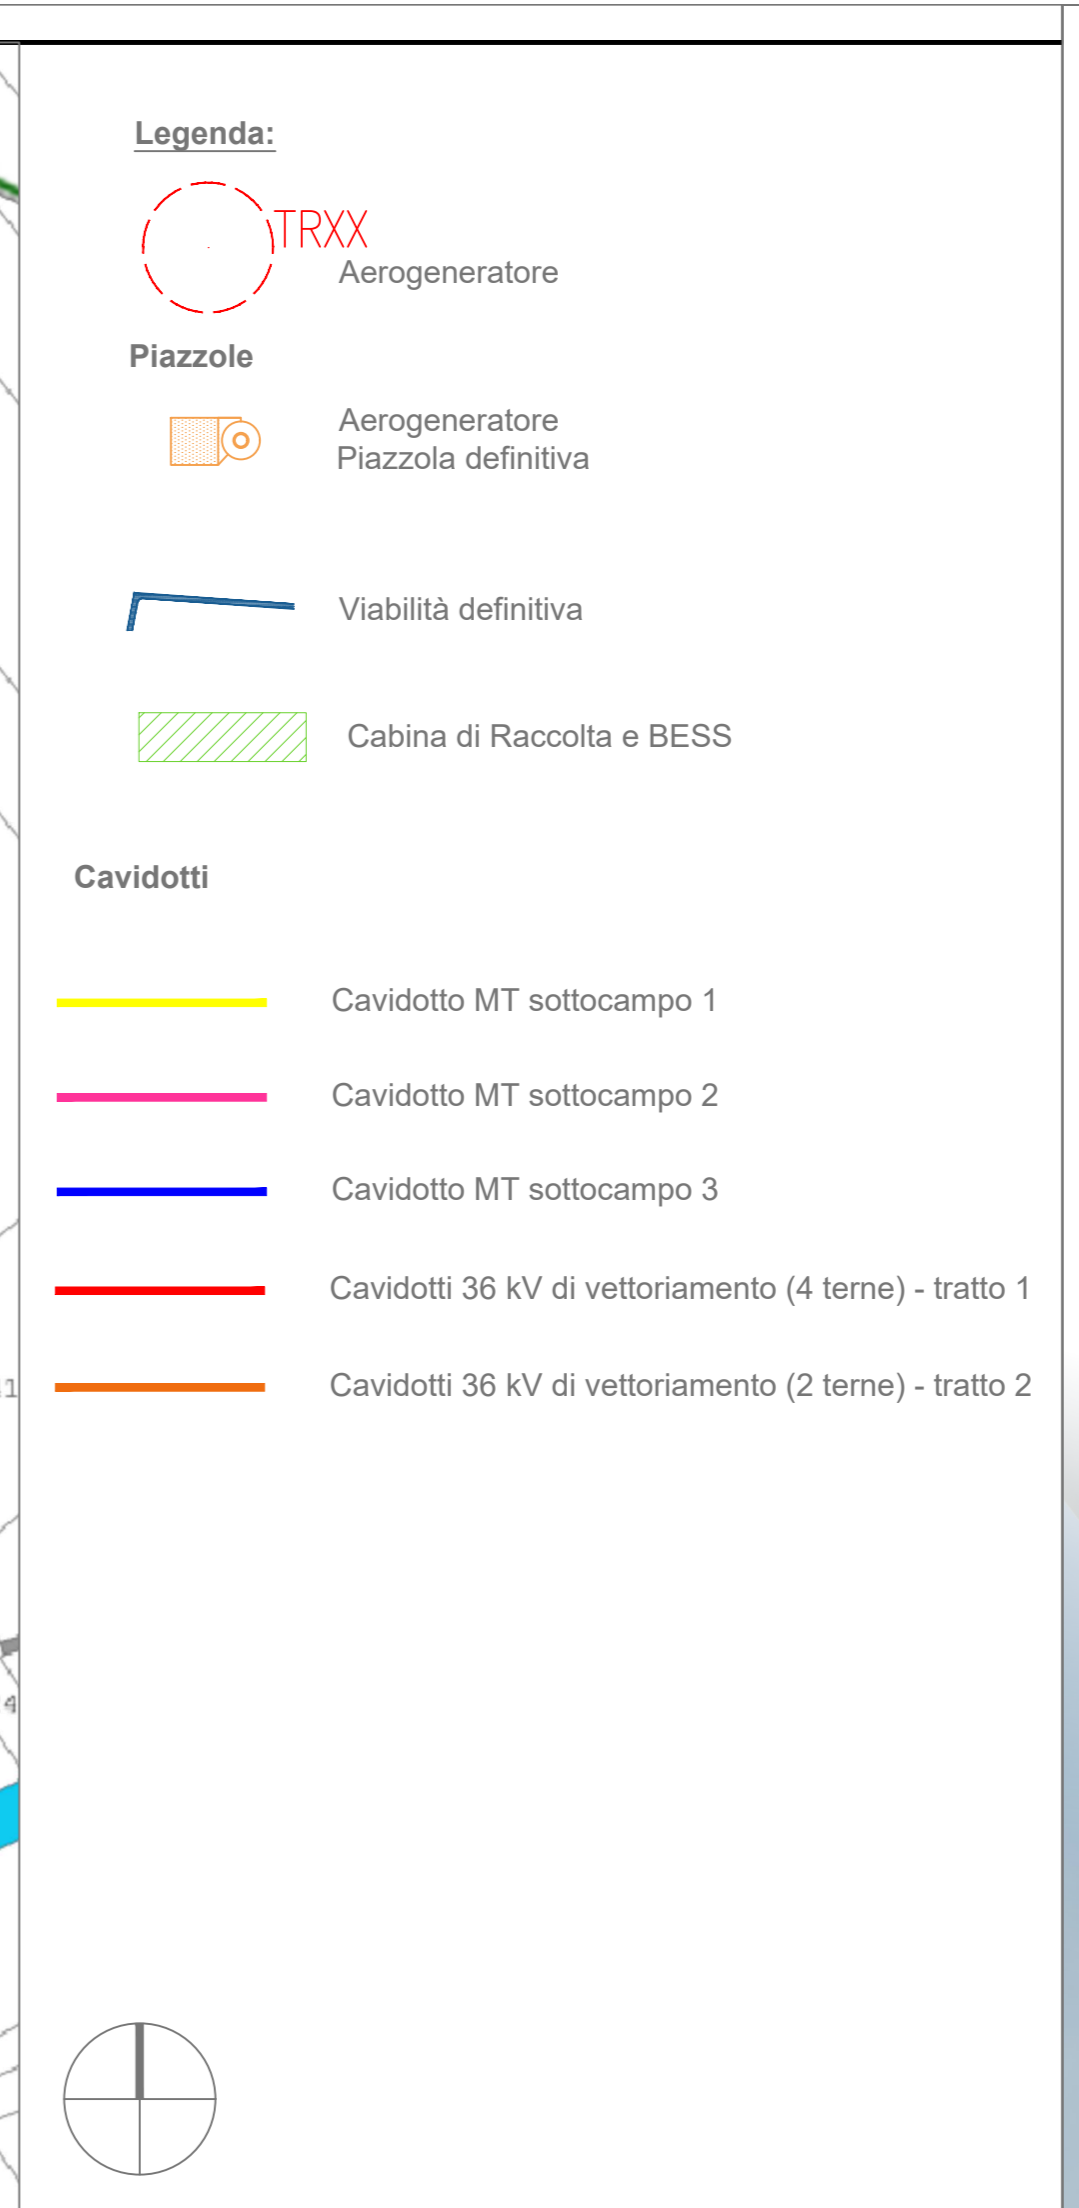 Legenda:
TRXX
Aerogeneratore
Piazzole
Aerogeneratore
Piazzola definitiva
Viabilità definitiva
Cabina di Raccolta e BESS
Cavidotti
Cavidotto MT sottocampo 1
Cavidotto MT sottocampo 2
Cavidotto MT sottocampo 3
Cavidotti 36 kV di vettoriamento (4 terne) - tratto 1
1
Cavidotti 36 kV di vettoriamento (2 terne) - tratto 2
4